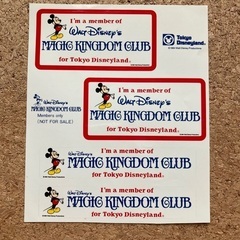 I'm a member of
WALT DISNEY'S
MAGIC KINGDOM CLUB
for Tokyo Disneyland.
Tokyo
Disneyland.
I'm a member of
WALT DISNEY'S
MAGIC KINGDOM CLUB
for Tokyo Disneyland.
WALT DISNEY'S
MAGIC KINGDOM CLUB
Members only
(NOT FOR SALE)
I'm a member of
WALT DISNEY'S
MAGIC KINGDOM CLUB
for Tokyo Disneyland.
I'm a member of
WALT DISNEY'S
MAGIC KINGDOM CLUB
for Tokyo Disneyland.